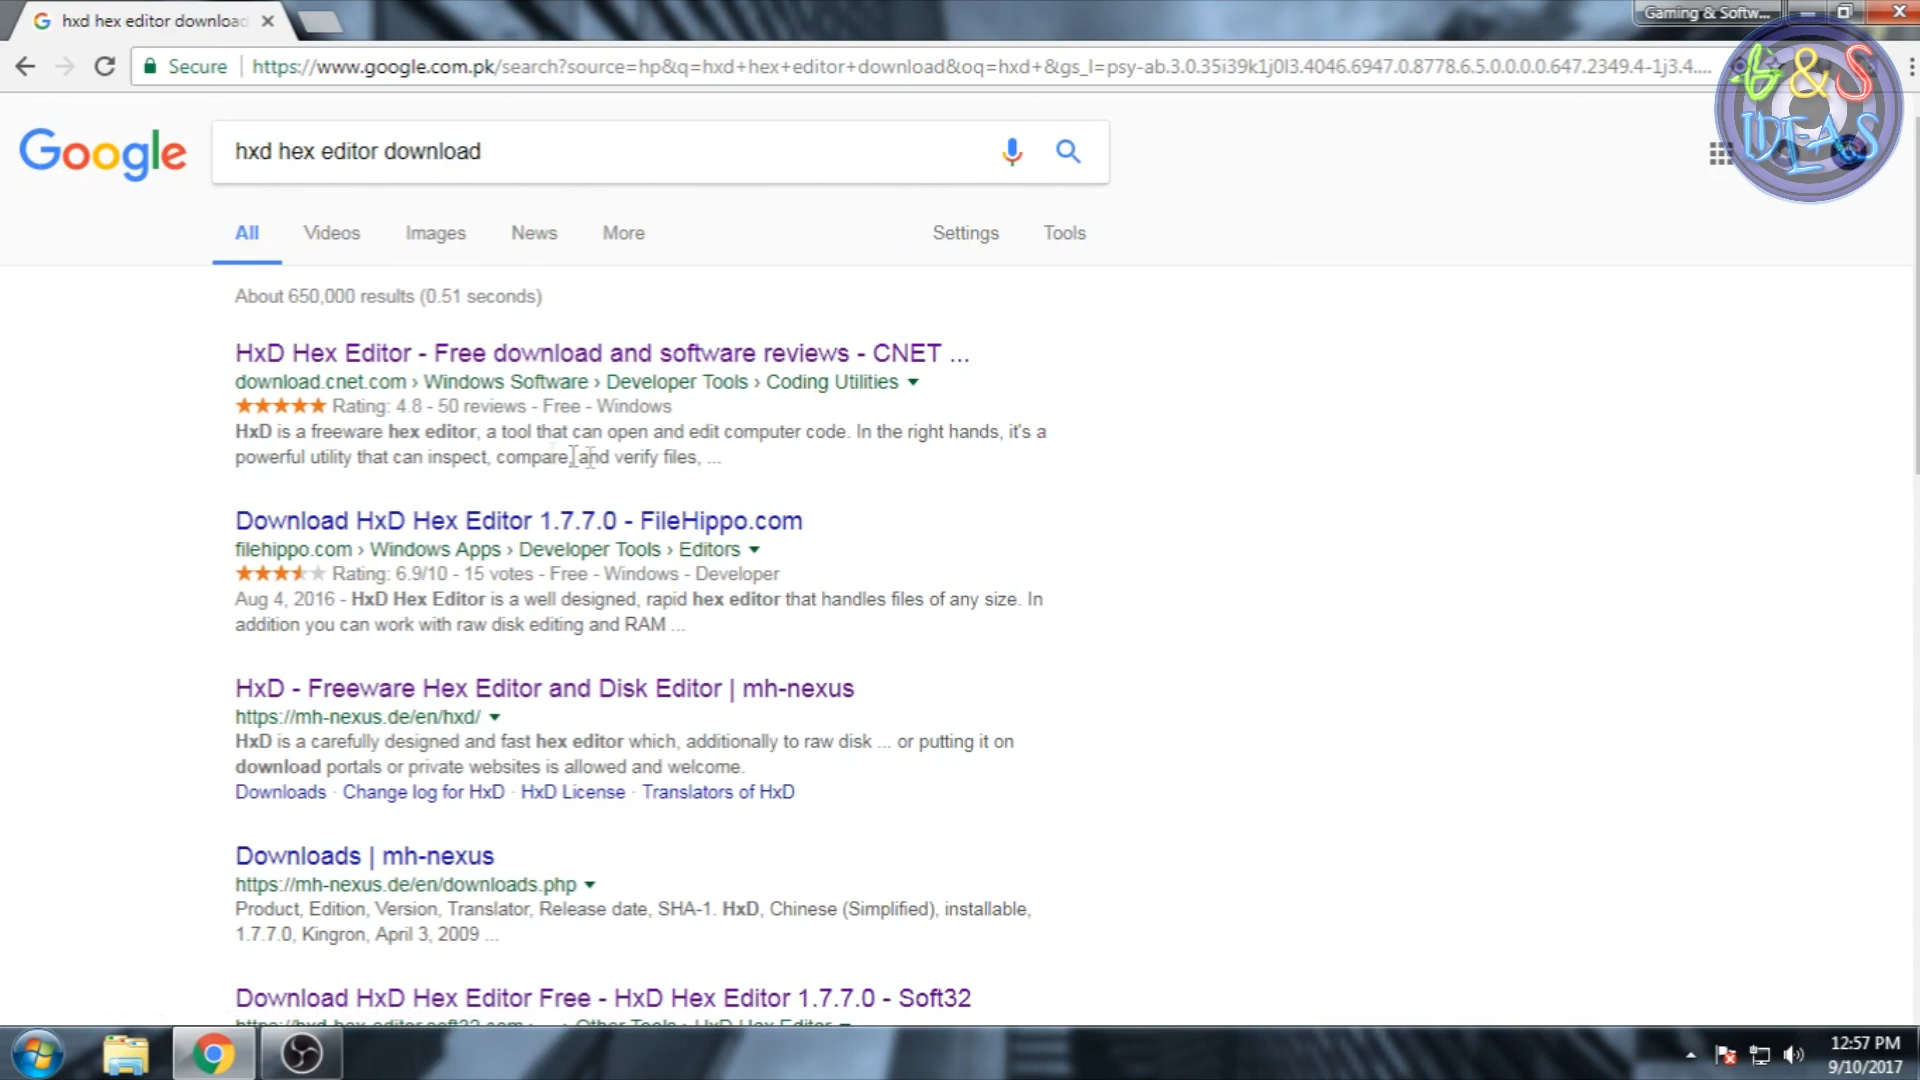 hxd hex editor download
Gaming & Softw...
Secure
https://www.google.com.pk/search?source=hp&q=hxd+hex+editor+download&oq=hxd+&gs_l=psy-ab.3.0.35i39k1j0l3.4046.6947.0.8778.6.5.0.0.0.0.647.2349.4-1j3.4....
G&S
IDEAS
Google
hxd hex editor download
All
Videos
Images
News
More
Settings
Tools
About 650,000 results (0.51 seconds)
HxD Hex Editor - Free download and software reviews - CNET ...
download.cnet.com › Windows Software › Developer Tools › Coding Utilities
Rating: 4.8 - 50 reviews - Free - Windows
HxD is a freeware hex editor, a tool that can open and edit computer code. In the right hands, it's a
powerful utility that can inspect, compare, and verify files, ...
Download HxD Hex Editor 1.7.7.0 - FileHippo.com
filehippo.com › Windows Apps › Developer Tools › Editors
Rating: 6.9/10 - 15 votes - Free - Windows - Developer
Aug 4, 2016 - HxD Hex Editor is a well designed, rapid hex editor that handles files of any size. In
addition you can work with raw disk editing and RAM ...
HxD - Freeware Hex Editor and Disk Editor | mh-nexus
https://mh-nexus.de/en/hxd/
HxD is a carefully designed and fast hex editor which, additionally to raw disk ... or putting it on
download portals or private websites is allowed and welcome.
Downloads · Change log for HxD · HxD License · Translators of HxD
Downloads | mh-nexus
https://mh-nexus.de/en/downloads.php
Product, Edition, Version, Translator, Release date, SHA-1. HxD, Chinese (Simplified), installable,
1.7.7.0, Kingron, April 3, 2009 ...
Download HxD Hex Editor Free - HxD Hex Editor 1.7.7.0 - Soft32
https://hxd-hex-editor.soft32.com › ... › Other Tools › HxD Hex Editor
12:57 PM
9/10/2017